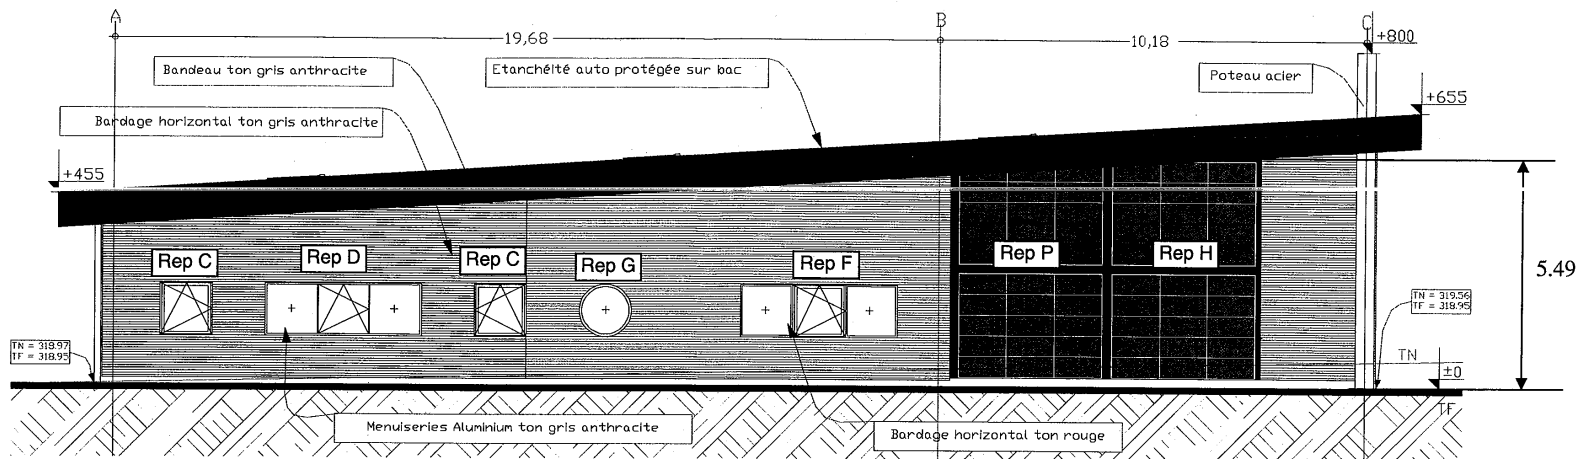 A
B
C
19,68
10,18
+800
Bandeau ton gris anthracite
Etanchéité auto protégée sur bac
Poteau acier
+655
Bardage horizontal ton gris anthracite
+455
Rep C
Rep D
Rep C
Rep G
Rep F
Rep P
Rep H
5.49
TN = 319.56
TF = 318.95
TN = 318.97
TF = 318.95
TN
±0
TF
Menuiseries Aluminium ton gris anthracite
Bardage horizontal ton rouge